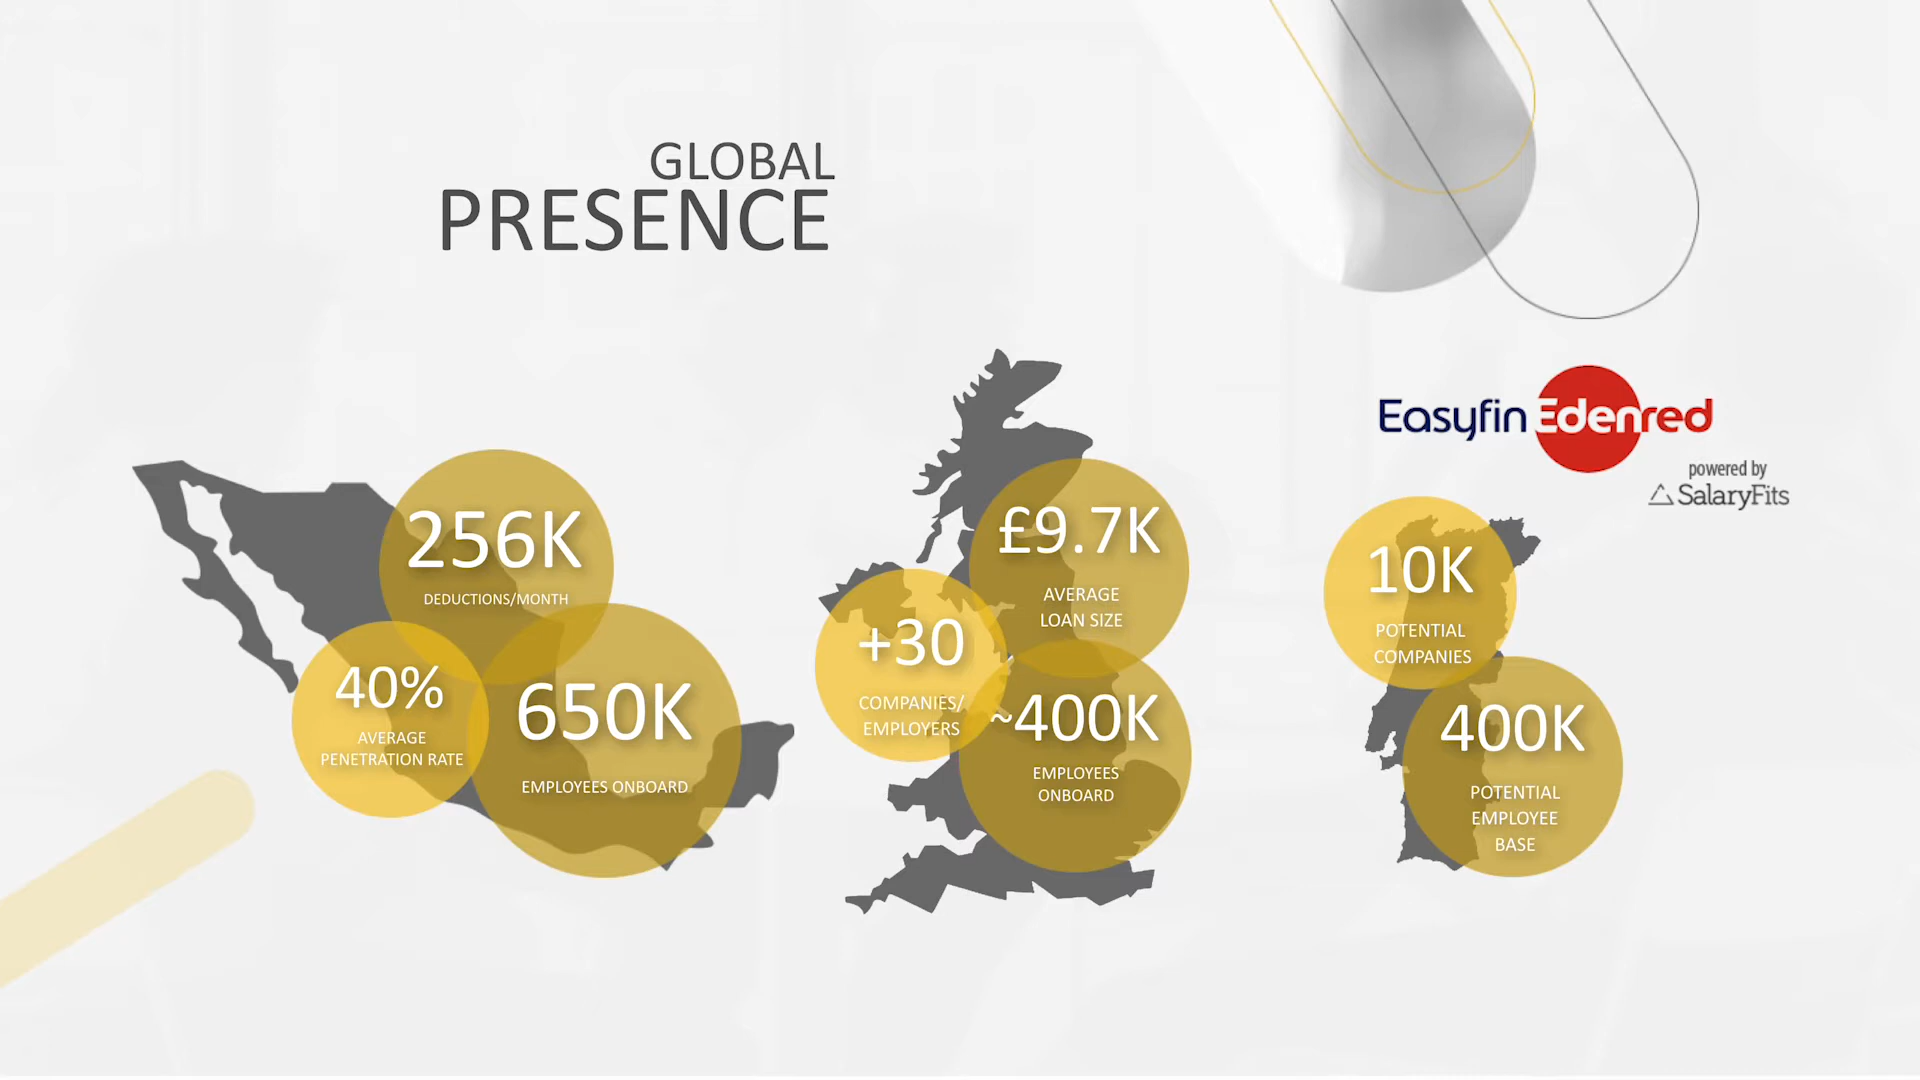 GLOBAL
PRESENCE
256K
DEDUCTIONS/MONTH
40%
AVERAGE
PENETRATION RATE
650K
EMPLOYEES ONBOARD
£9.7K
AVERAGE
LOAN SIZE
+30
COMPANIES/
EMPLOYERS
~400K
EMPLOYEES
ONBOARD
Easyfin Edenred
powered by
SalaryFits
10K
POTENTIAL
COMPANIES
400K
POTENTIAL
EMPLOYEE
BASE